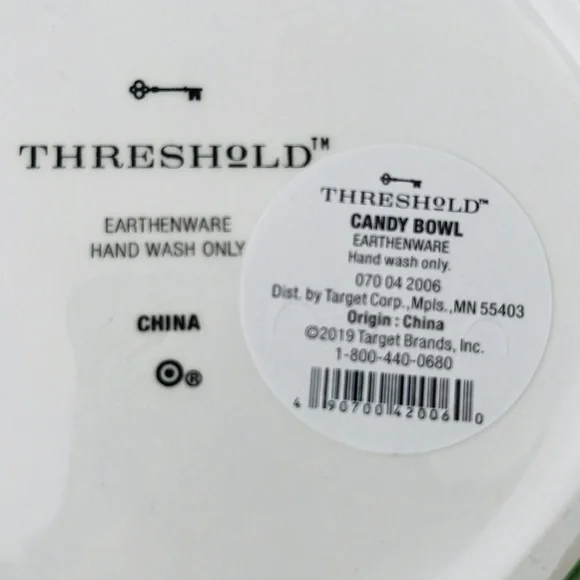 THRESHOLD™
EARTHENWARE
HAND WASH ONLY
CHINA
®
THRESHOLD™
CANDY BOWL
EARTHENWARE
Hand wash only.
070 04 2006
Dist. by Target Corp.,Mpls.,MN 55403
Origin : China
©2019 Target Brands, Inc.
1-800-440-0680
4 90700 42006 0